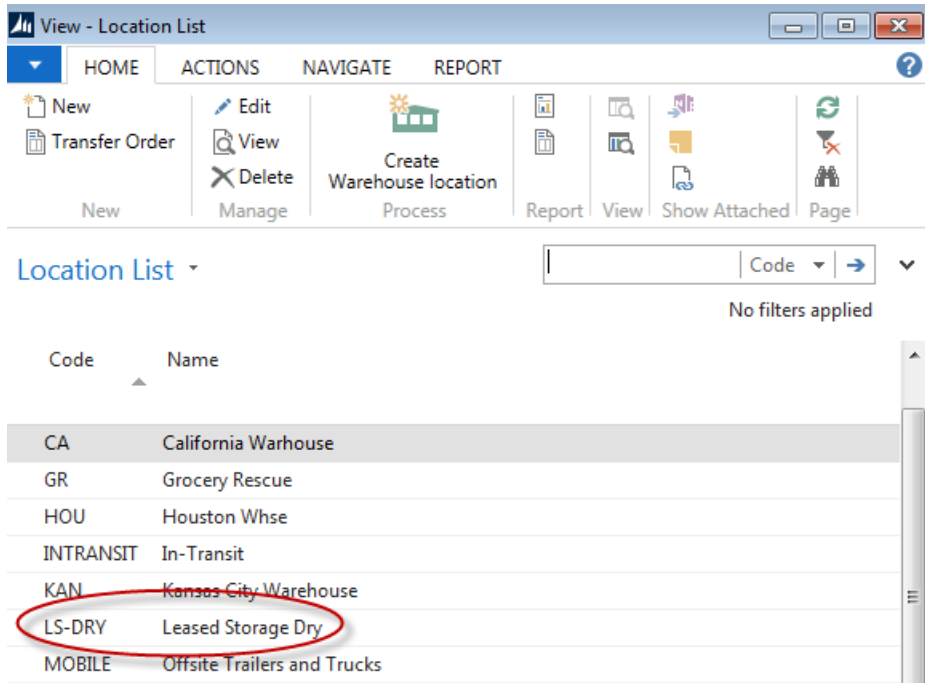 View - Location List
HOME ACTIONS NAVIGATE REPORT
New
Transfer Order
New
Edit
View
Delete
Manage
Create
Warehouse location
Process
Report
View
Show Attached
Page
Location List
Code
No filters applied
Code Name
CA California Warhouse
GR Grocery Rescue
HOU Houston Whse
INTRANSIT In-Transit
KAN Kansas City Warehouse
LS-DRY Leased Storage Dry
MOBILE Offsite Trailers and Trucks